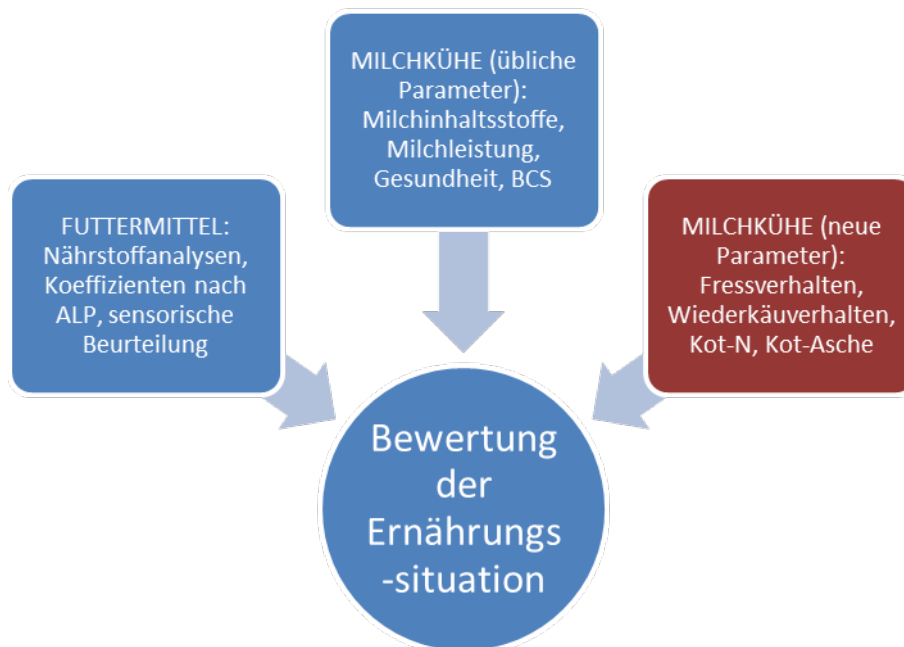 MILCHKÜHE (übliche
Parameter):
Milchinhaltsstoffe,
Milchleistung,
Gesundheit, BCS
FUTTERMITTEL:
Nährstoffanalysen,
Koeffizienten nach
ALP, sensorische
Beurteilung
MILCHKÜHE (neue
Parameter):
Fressverhalten,
Wiederkäuverhalten,
Kot-N, Kot-Asche
Bewertung
der
Ernährungs
-situation